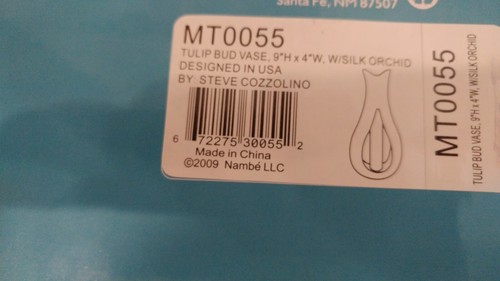 Santa Fe, NM 87507
MT0055
TULIP BUD VASE, 9"H x 4"W, W/SILK ORCHID
DESIGNED IN USA
BY: STEVE COZZOLINO
6 72275 30055 2
Made in China
©2009 Nambé LLC
MT0055
TULIP BUD VASE, 9"H x 4"W, W/SILK ORCHID